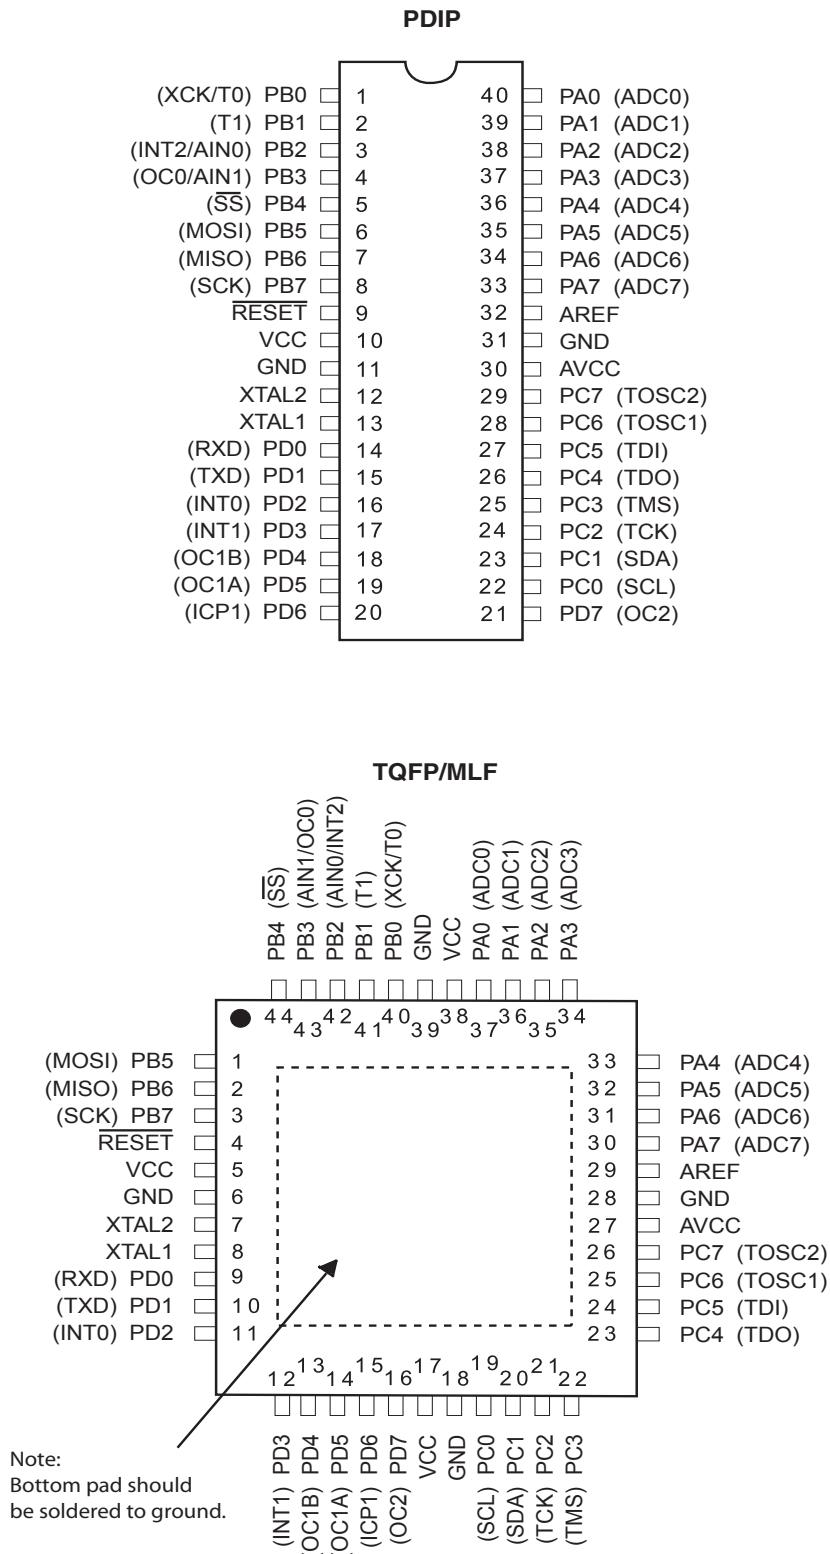 PDIP
(XCK/T0) PB0 1 40 PA0 (ADC0)
(T1) PB1 2 39 PA1 (ADC1)
(INT2/AIN0) PB2 3 38 PA2 (ADC2)
(OC0/AIN1) PB3 4 37 PA3 (ADC3)
(SS) PB4 5 36 PA4 (ADC4)
(MOSI) PB5 6 35 PA5 (ADC5)
(MISO) PB6 7 34 PA6 (ADC6)
(SCK) PB7 8 33 PA7 (ADC7)
RESET 9 32 AREF
VCC 10 31 GND
GND 11 30 AVCC
XTAL2 12 29 PC7 (TOSC2)
XTAL1 13 28 PC6 (TOSC1)
(RXD) PD0 14 27 PC5 (TDI)
(TXD) PD1 15 26 PC4 (TDO)
(INT0) PD2 16 25 PC3 (TMS)
(INT1) PD3 17 24 PC2 (TCK)
(OC1B) PD4 18 23 PC1 (SDA)
(OC1A) PD5 19 22 PC0 (SCL)
(ICP1) PD6 20 21 PD7 (OC2)
TQFP/MLF
PB4 (SS)
PB3 (AIN1/OC0)
PB2 (AIN0/INT2)
PB1 (T1)
PB0 (XCK/T0)
GND
VCC
PA0 (ADC0)
PA1 (ADC1)
PA2 (ADC2)
PA3 (ADC3)
44 43 42 41 40 39 38 37 36 35 34
(MOSI) PB5 1 33 PA4 (ADC4)
(MISO) PB6 2 32 PA5 (ADC5)
(SCK) PB7 3 31 PA6 (ADC6)
RESET 4 30 PA7 (ADC7)
VCC 5 29 AREF
GND 6 28 GND
XTAL2 7 27 AVCC
XTAL1 8 26 PC7 (TOSC2)
(RXD) PD0 9 25 PC6 (TOSC1)
(TXD) PD1 10 24 PC5 (TDI)
(INT0) PD2 11 23 PC4 (TDO)
12 13 14 15 16 17 18 19 20 21 22
(INT1) PD3
(OC1B) PD4
(OC1A) PD5
(ICP1) PD6
(OC2) PD7
VCC
GND
(SCL) PC0
(SDA) PC1
(TCK) PC2
(TMS) PC3
Note:
Bottom pad should
be soldered to ground.